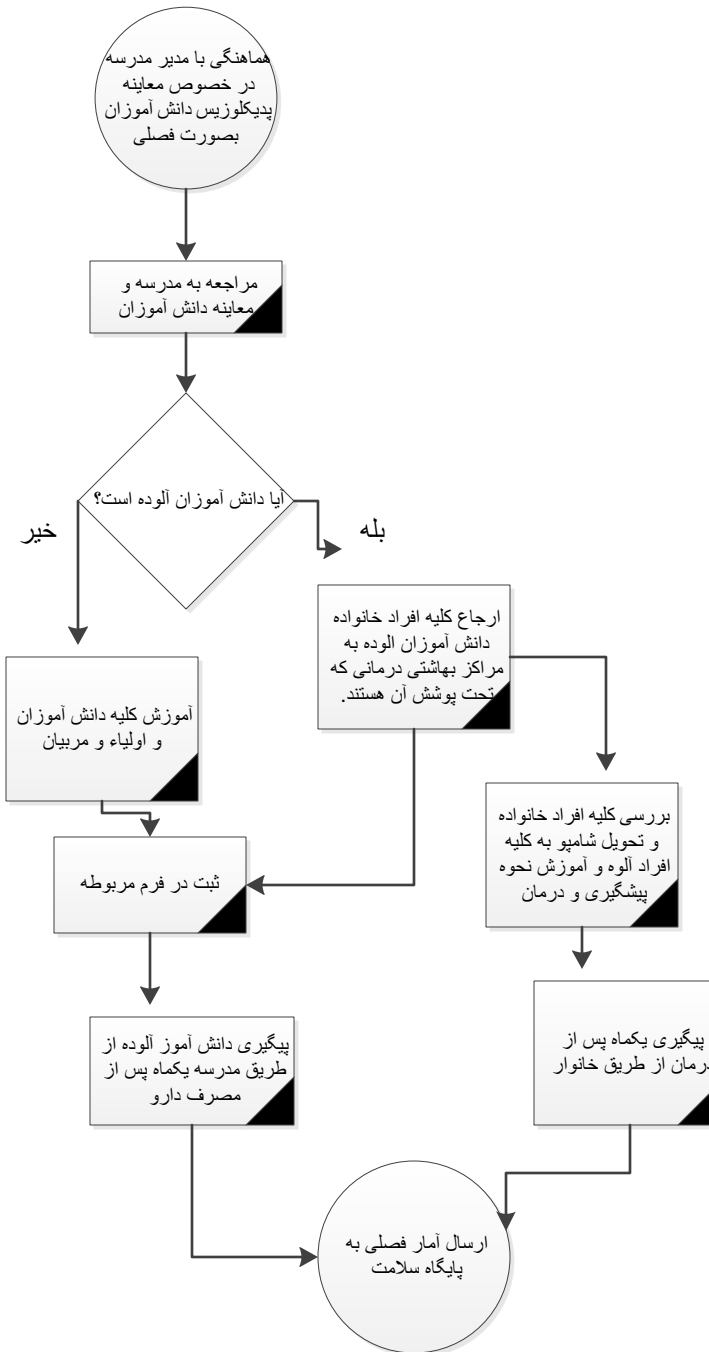 هماهنگی با مدیر مدرسه
در خصوص معاینه
پدیکلوزیس دانش آموزان
بصورت فصلی
مراجعه به مدرسه و
معاینه دانش آموزان
آیا دانش آموزان آلوده است؟
خیر
بله
ارجاع کلیه افراد خانواده
دانش آموزان الوده به
مراکز بهاشتی درمانی که
تحت پوشش آن هستند.
آموزش کلیه دانش آموزان
و اولیاء و مربیان
بررسی کلیه افراد خانواده
و تحویل شامپو به کلیه
افراد آلوه و آموزش نحوه
پیشگیری و درمان
ثبت در فرم مربوطه
پیگیری یکماه پس از
درمان از طریق خانوار
پیگیری دانش آموز آلوده از
طریق مدرسه یکماه پس از
مصرف دارو
ارسال آمار فصلی به
پایگاه سلامت